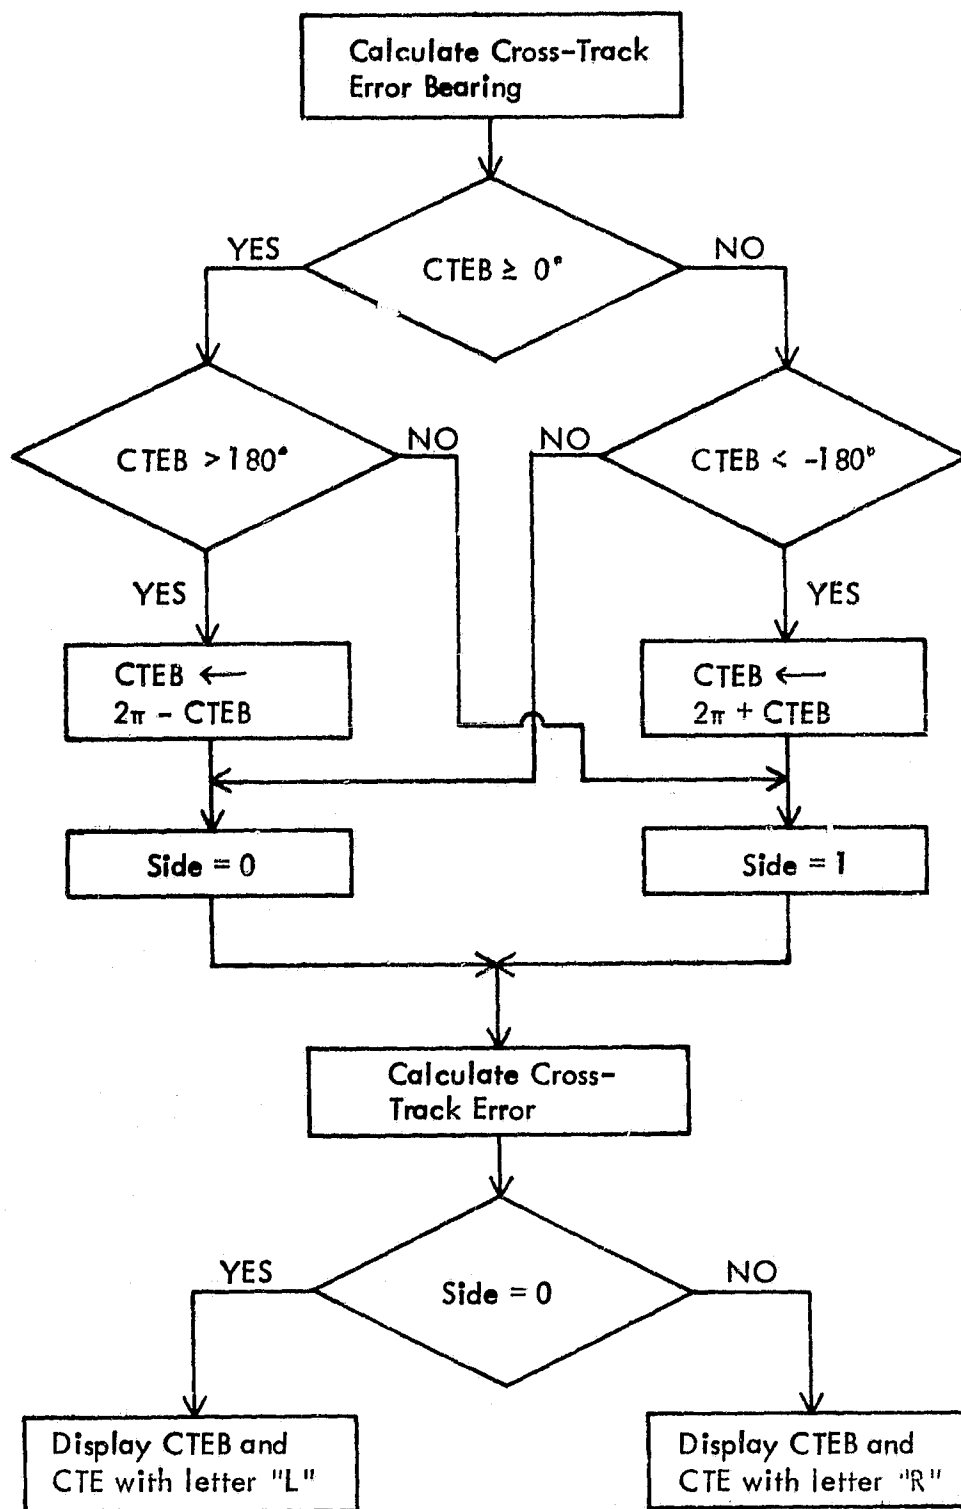 Calculate Cross-Track
Error Bearing
YES
CTEB ≥ 0°
NO
CTEB > 180°
NO
NO
CTEB < -180°
YES
YES
CTEB ←
2π - CTEB
CTEB ←
2π + CTEB
Side = 0
Side = 1
Calculate Cross-
Track Error
YES
Side = 0
NO
Display CTEB and
CTE with letter "L"
Display CTEB and
CTE with letter "R"